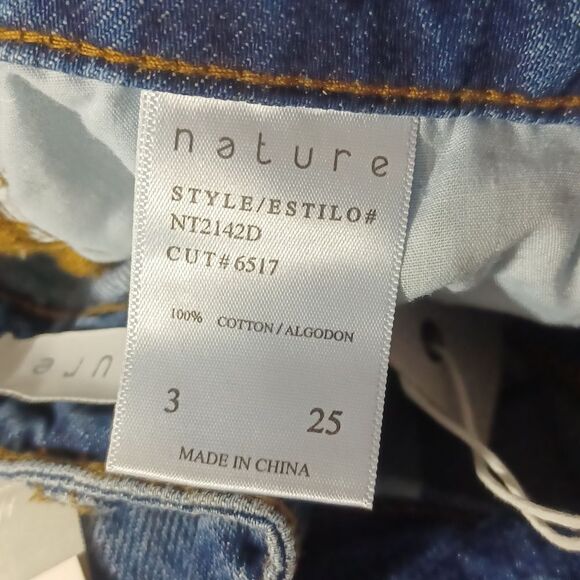 nature
STYLE/ESTILO#
NT2142D
CUT#6517
100% COTTON/ALGODON
3 25
MADE IN CHINA